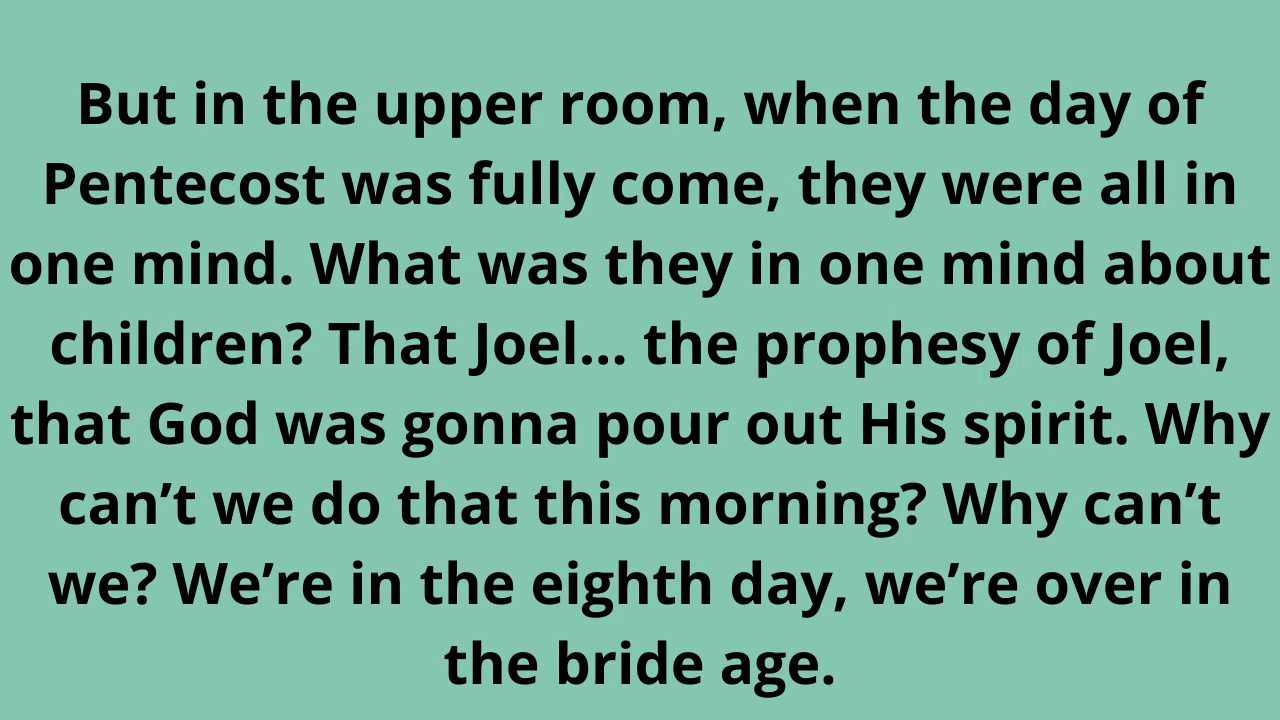 But in the upper room, when the day of
Pentecost was fully come, they were all in
one mind. What was they in one mind about
children? That Joel... the prophesy of Joel,
that God was gonna pour out His spirit. Why
can’t we do that this morning? Why can’t
we? We’re in the eighth day, we’re over in
the bride age.